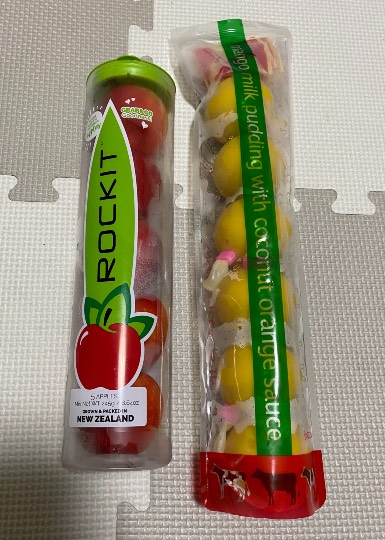 ROCKIT
5 APPLES
GROWN & PACKED IN
NEW ZEALAND
mango milk pudding with coconut orange sauce